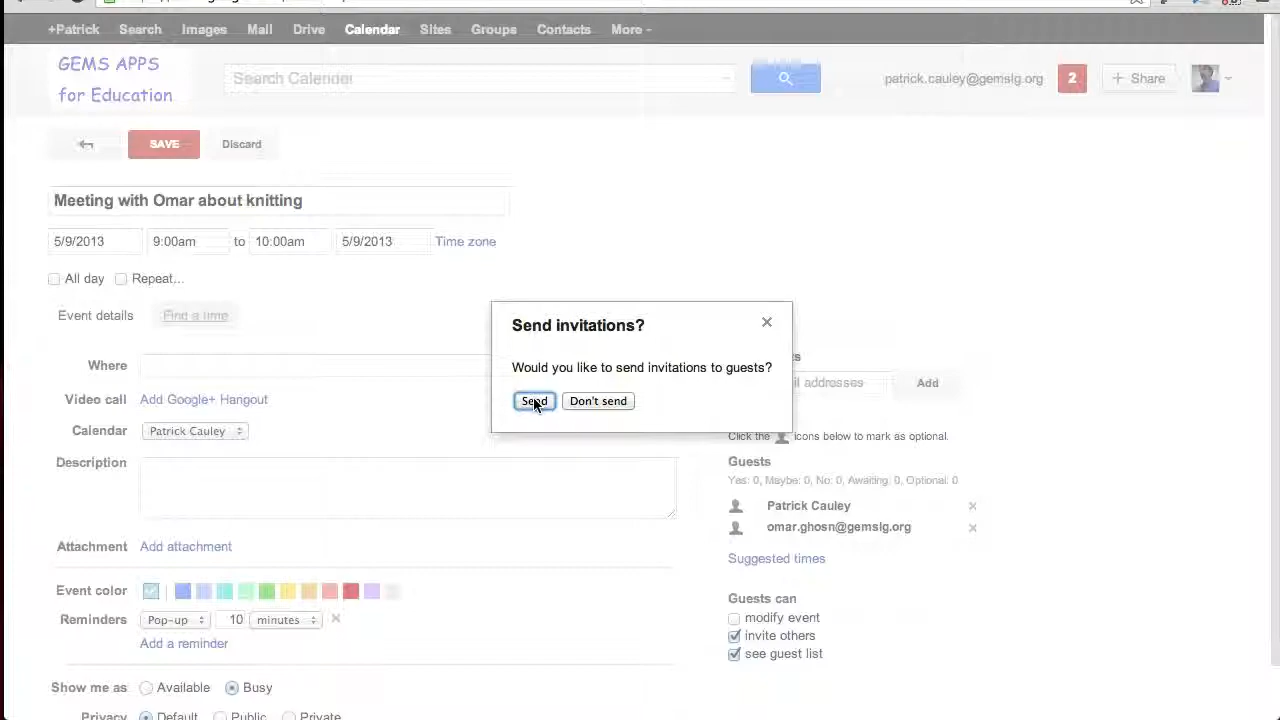 +Patrick Search Images Mail Drive Calendar Sites Groups Contacts More
GEMS APPS
for Education
Search Calendar
patrick.cauley@gemslg.org 2 + Share
SAVE Discard
Meeting with Omar about knitting
5/9/2013 9:00am to 10:00am 5/9/2013 Time zone
All day Repeat...
Event details Find a time
Send invitations?
Would you like to send invitations to guests?
Send Don't send
Where
Video call Add Google+ Hangout
Calendar Patrick Cauley
Description
Attachment Add attachment
Event color
Reminders Pop-up 10 minutes
Add a reminder
Show me as Available Busy
Privacy Default Public Private
addresses Add
Click the icons below to mark as optional.
Guests
Yes: 0, Maybe: 0, No: 0, Awaiting: 0, Optional: 0
Patrick Cauley
omar.ghosn@gemslg.org
Suggested times
Guests can
modify event
invite others
see guest list